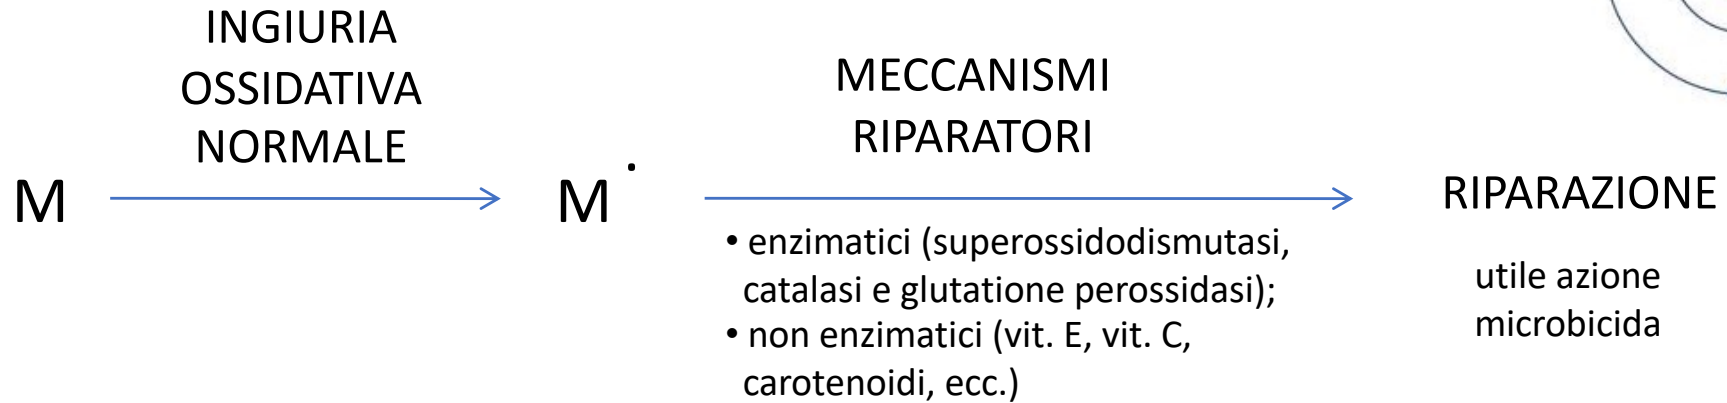 INGIURIA
OSSIDATIVA
NORMALE
M
M ·
MECCANISMI
RIPARATORI
• enzimatici (superossidodismutasi,
catalasi e glutatione perossidasi);
• non enzimatici (vit. E, vit. C,
carotenoidi, ecc.)
RIPARAZIONE
utile azione
microbicida